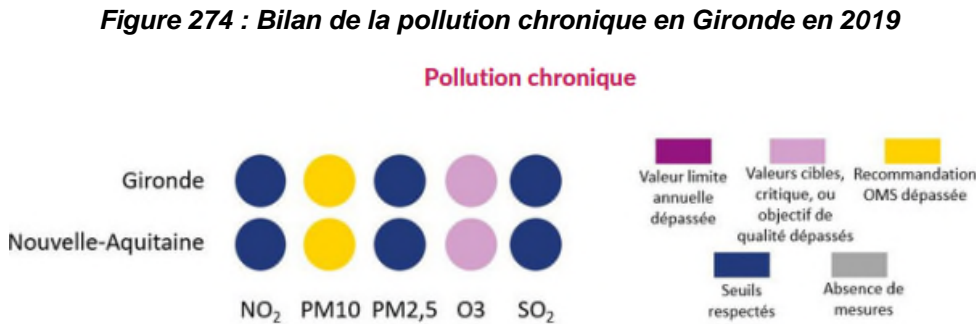 Figure 274 : Bilan de la pollution chronique en Gironde en 2019
Pollution chronique
Gironde
Nouvelle-Aquitaine
NO₂ PM10 PM2,5 O3 SO₂
Valeur limite
annuelle
dépassée
Valeurs cibles,
critique, ou
objectif de
qualité dépassés
Recommandation
OMS dépassée
Seuils
respectés
Absence de
mesures